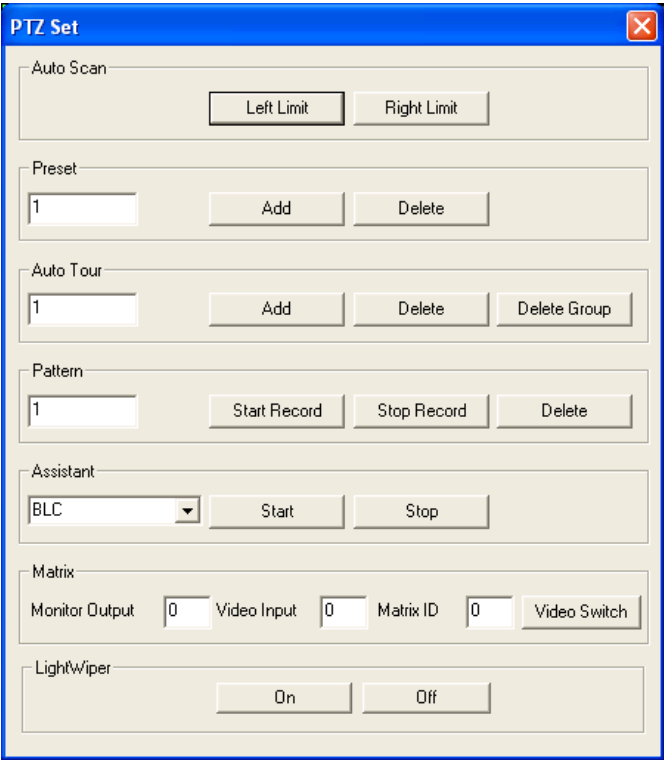 PTZ Set
Auto Scan
Left Limit Right Limit
Preset
1 Add Delete
Auto Tour
1 Add Delete Delete Group
Pattern
1 Start Record Stop Record Delete
Assistant
BLC Start Stop
Matrix
Monitor Output 0 Video Input 0 Matrix ID 0 Video Switch
LightWiper
On Off